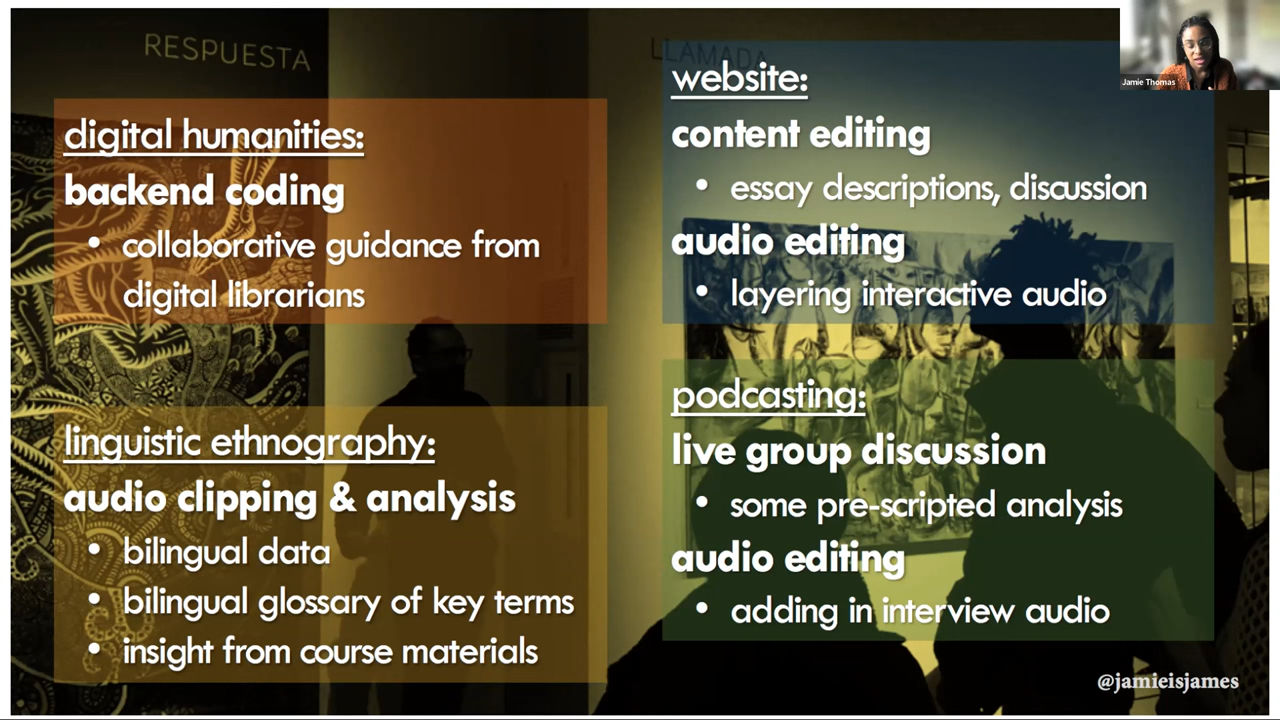 RESPUESTA
LLAMADA
Jamie Thomas
digital humanities:
backend coding
• collaborative guidance from
digital librarians
linguistic ethnography:
audio clipping & analysis
• bilingual data
• bilingual glossary of key terms
• insight from course materials
website:
content editing
• essay descriptions, discussion
audio editing
• layering interactive audio
podcasting:
live group discussion
• some pre-scripted analysis
audio editing
• adding in interview audio
@jamieisjames